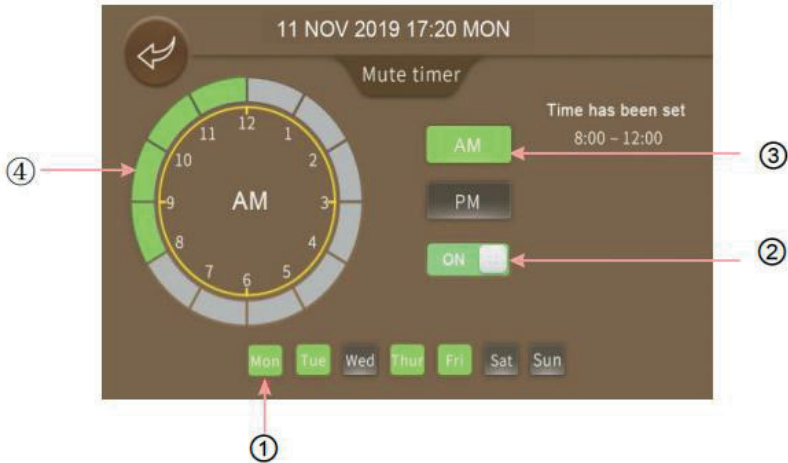 11 NOV 2019 17:20 MON
Mute timer
Time has been set
8:00 - 12:00
AM
PM
ON
12
1
2
3
4
5
6
7
8
9
10
11
AM
Mon Tue Wed Thur Fri Sat Sun
①
②
③
④